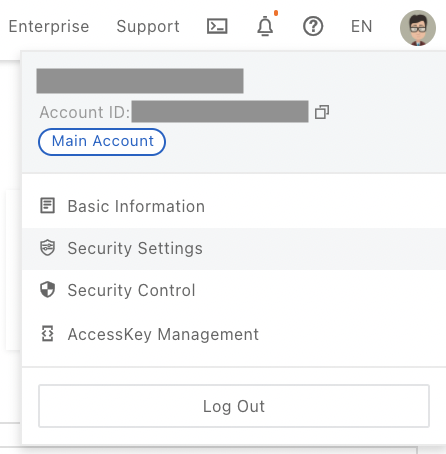 Enterprise Support EN
Account ID:
Main Account
Basic Information
Security Settings
Security Control
AccessKey Management
Log Out